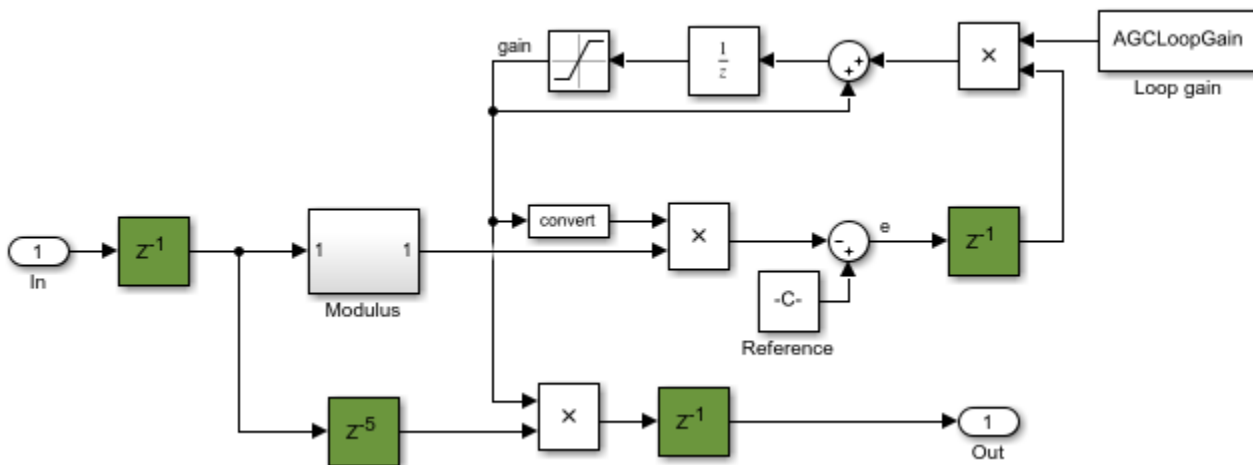 gain
1
z
+
+
×
AGCLoopGain
Loop gain
1
In
z-1
1
1
Modulus
convert
×
-
+
e
z-1
-C-
Reference
z-5
×
z-1
1
Out